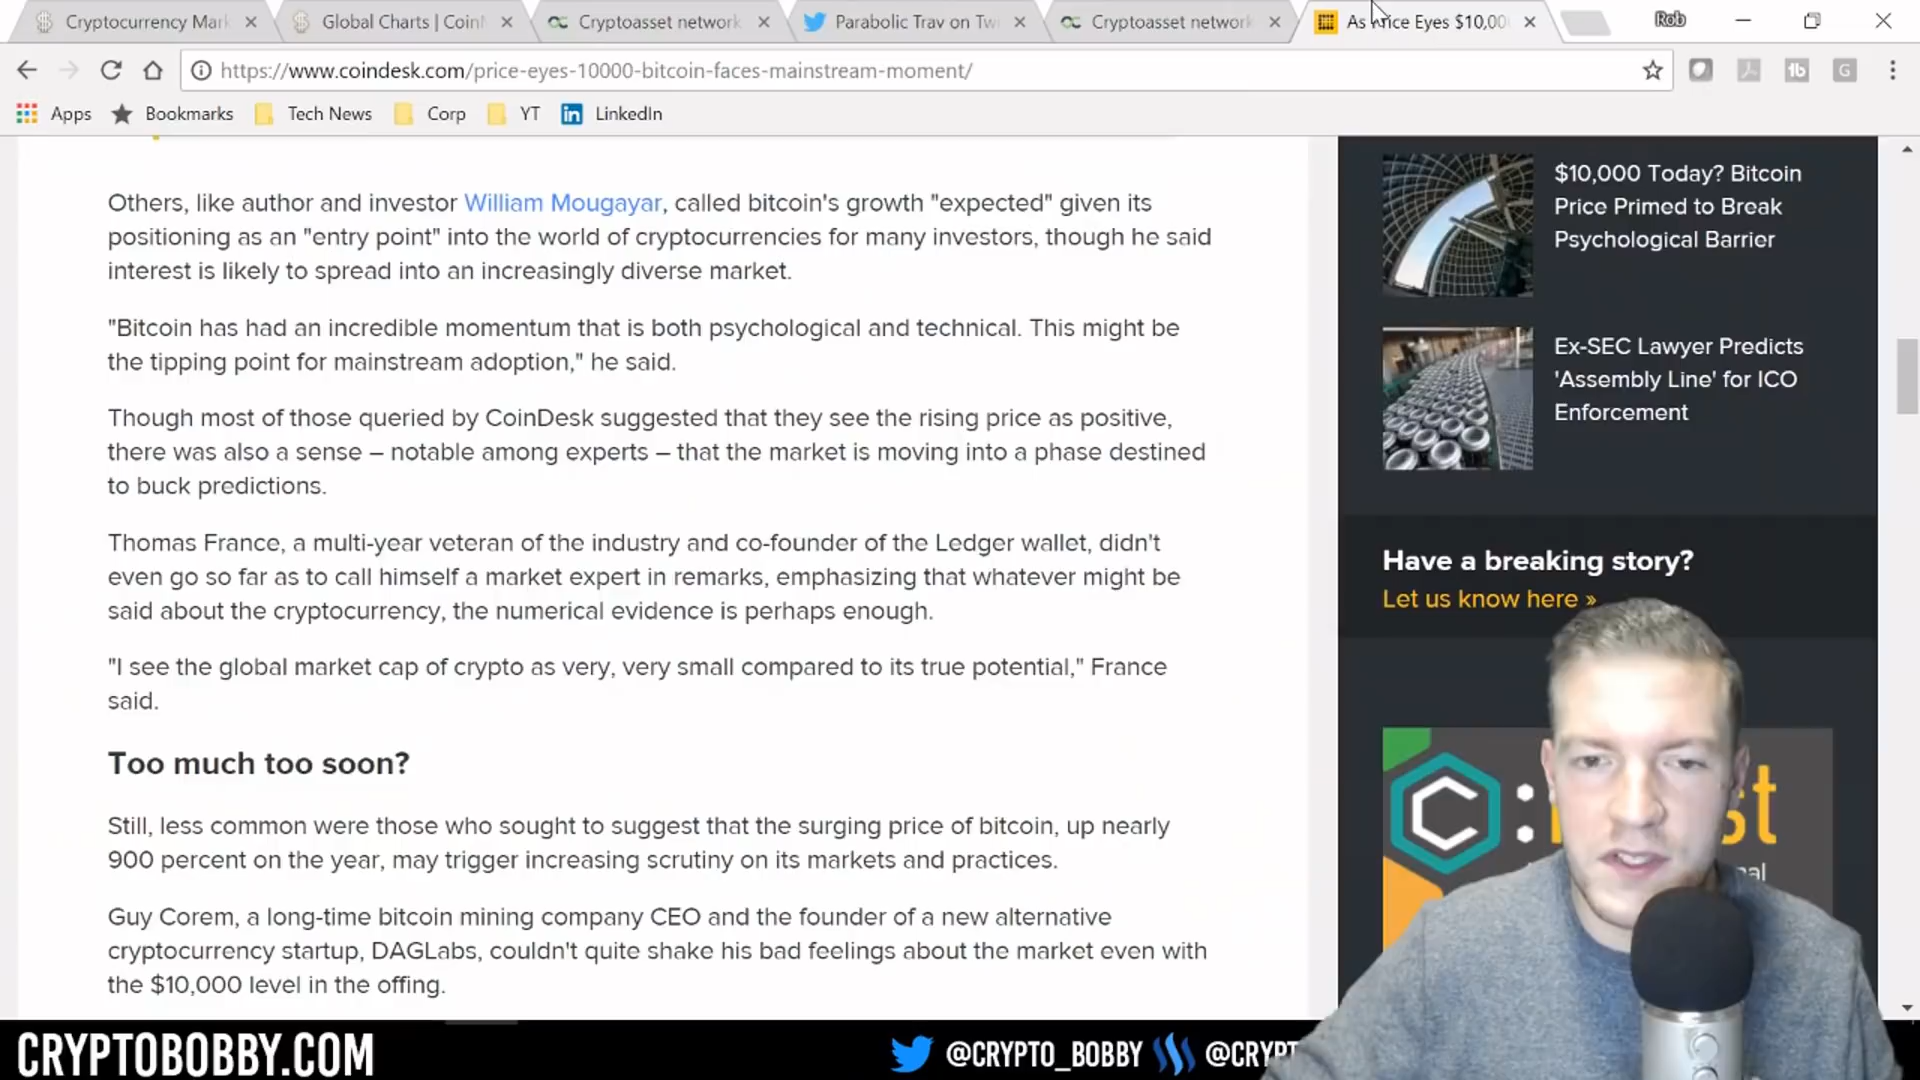 Cryptocurrency Mar
Global Charts | Coin
Cryptoasset network
Parabolic Trav on Tw
Cryptoasset network
As Price Eyes $10,00
Rob
https://www.coindesk.com/price-eyes-10000-bitcoin-faces-mainstream-moment/
Apps
Bookmarks
Tech News
Corp
YT
LinkedIn
Others, like author and investor William Mougayar, called bitcoin's growth "expected" given its
positioning as an "entry point" into the world of cryptocurrencies for many investors, though he said
interest is likely to spread into an increasingly diverse market.
"Bitcoin has had an incredible momentum that is both psychological and technical. This might be
the tipping point for mainstream adoption," he said.
Though most of those queried by CoinDesk suggested that they see the rising price as positive,
there was also a sense – notable among experts – that the market is moving into a phase destined
to buck predictions.
Thomas France, a multi-year veteran of the industry and co-founder of the Ledger wallet, didn't
even go so far as to call himself a market expert in remarks, emphasizing that whatever might be
said about the cryptocurrency, the numerical evidence is perhaps enough.
"I see the global market cap of crypto as very, very small compared to its true potential," France
said.
Too much too soon?
Still, less common were those who sought to suggest that the surging price of bitcoin, up nearly
900 percent on the year, may trigger increasing scrutiny on its markets and practices.
Guy Corem, a long-time bitcoin mining company CEO and the founder of a new alternative
cryptocurrency startup, DAGLabs, couldn't quite shake his bad feelings about the market even with
the $10,000 level in the offing.
$10,000 Today? Bitcoin
Price Primed to Break
Psychological Barrier
Ex-SEC Lawyer Predicts
'Assembly Line' for ICO
Enforcement
Have a breaking story?
Let us know here »
CRYPTOBOBBY.COM
@CRYPTO_BOBBY
@CRYPT